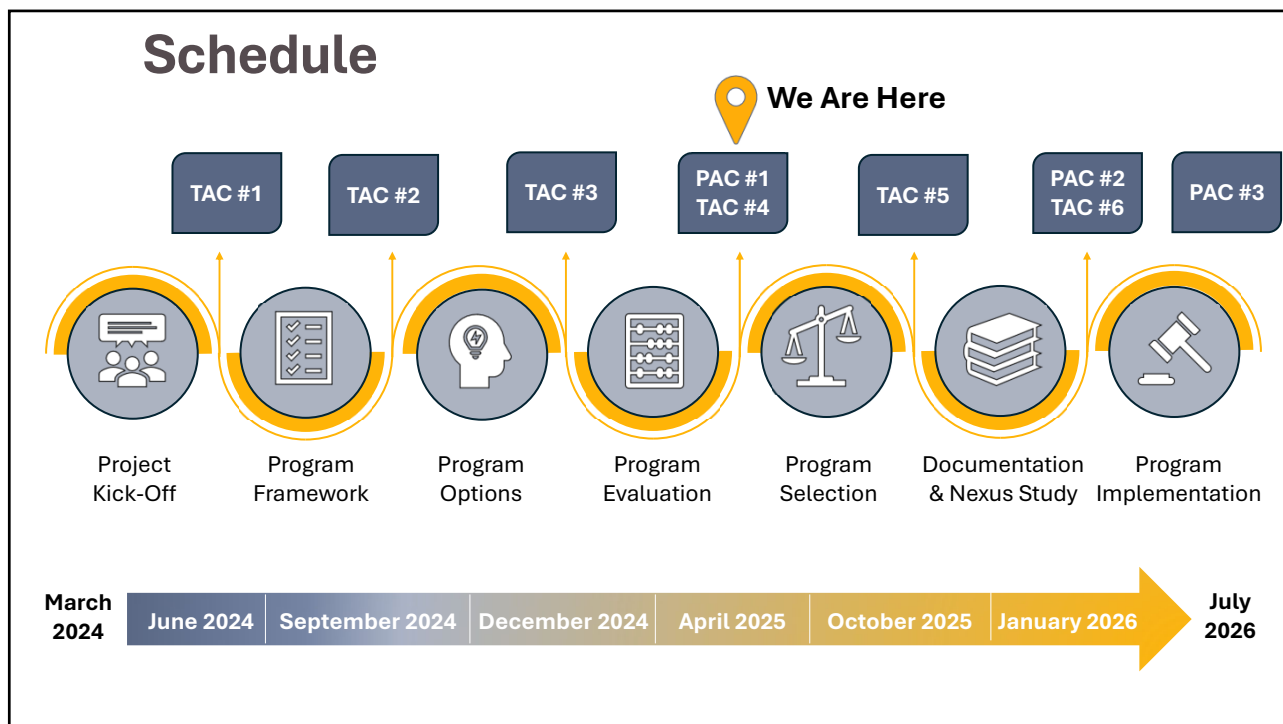 Schedule
We Are Here
TAC #1
TAC #2
TAC #3
PAC #1
TAC #4
TAC #5
PAC #2
TAC #6
PAC #3
Project
Kick-Off
Program
Framework
Program
Options
Program
Evaluation
Program
Selection
Documentation
& Nexus Study
Program
Implementation
March
2024
June 2024
September 2024
December 2024
April 2025
October 2025
January 2026
July
2026